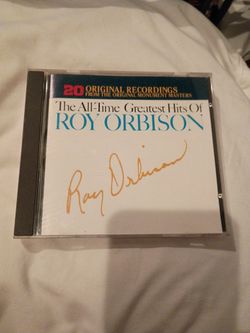 20 ORIGINAL RECORDINGS
FROM THE ORIGINAL MONUMENT MASTERS
The All-Time Greatest Hits Of
ROY ORBISON
Roy Orbison